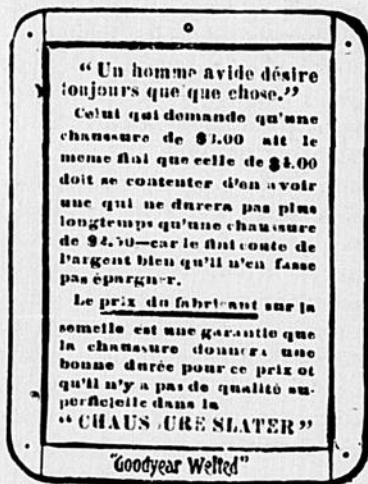 “Un homme avide désire
toujours que que chose.”
Celui qui demande qu'une
chaussure de $3.00 ait le
meme fini que celle de $4.00
doit se contenter d'en avoir
une qui ne durera pas plus
longtemps qu'une chaussure
de $2.50—car le fini coute de
l'argent bien qu'il n'en fasse
pas épargner.
Le prix du fabricant sur la
semelle est une garantie que
la chaussure donnera une
bonne durée pour ce prix et
qu'il n'y a pas de qualité su-
perficielle dans la
“CHAUSSURE SLATER”
"Goodyear Welted"